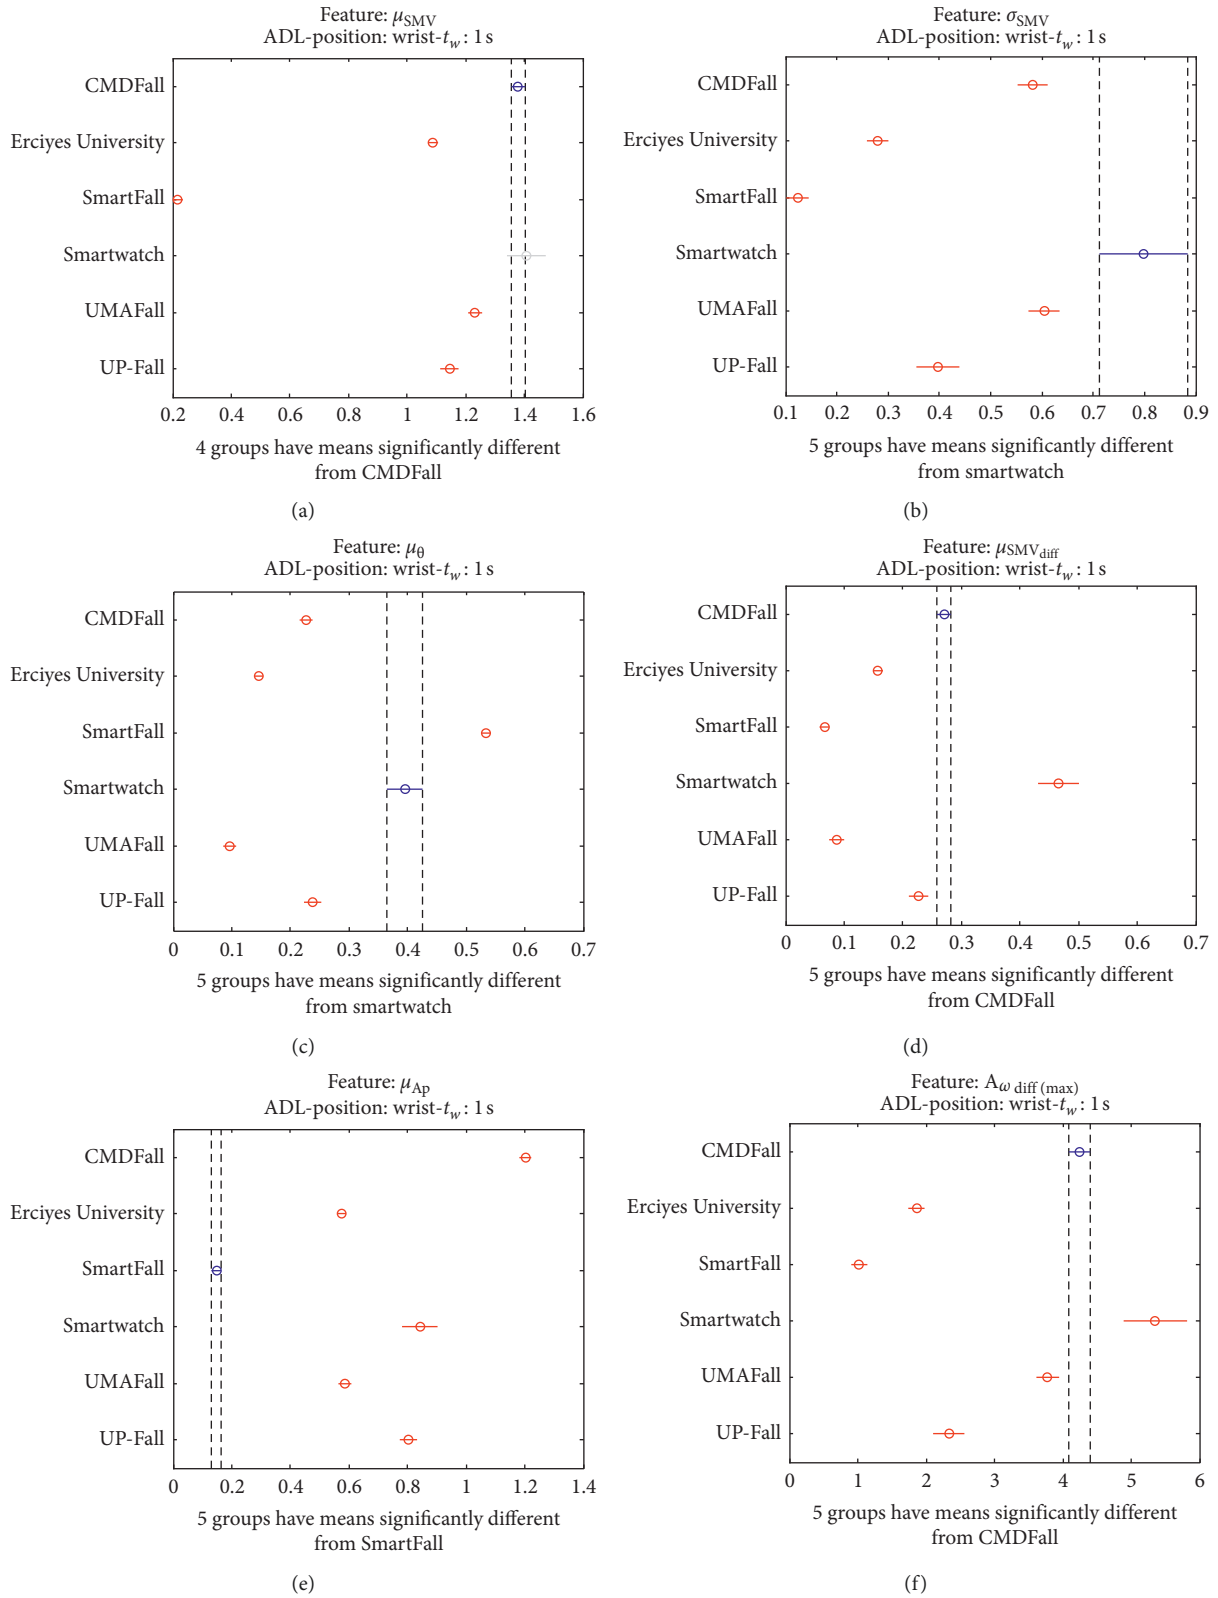 Feature: μSMV
ADL-position: wrist-tw: 1 s
CMDFall
Erciyes University
SmartFall
Smartwatch
UMAFall
UP-Fall
0.2 0.4 0.6 0.8 1 1.2 1.4 1.6
4 groups have means significantly different
from CMDFall
(a)
Feature: σSMV
ADL-position: wrist-tw: 1 s
CMDFall
Erciyes University
SmartFall
Smartwatch
UMAFall
UP-Fall
0.1 0.2 0.3 0.4 0.5 0.6 0.7 0.8 0.9
5 groups have means significantly different
from smartwatch
(b)
Feature: μθ
ADL-position: wrist-tw: 1 s
CMDFall
Erciyes University
SmartFall
Smartwatch
UMAFall
UP-Fall
0 0.1 0.2 0.3 0.4 0.5 0.6 0.7
5 groups have means significantly different
from smartwatch
(c)
Feature: μSMVdiff
ADL-position: wrist-tw: 1 s
CMDFall
Erciyes University
SmartFall
Smartwatch
UMAFall
UP-Fall
0 0.1 0.2 0.3 0.4 0.5 0.6 0.7
5 groups have means significantly different
from CMDFall
(d)
Feature: μAp
ADL-position: wrist-tw: 1 s
CMDFall
Erciyes University
SmartFall
Smartwatch
UMAFall
UP-Fall
0 0.2 0.4 0.6 0.8 1 1.2 1.4
5 groups have means significantly different
from SmartFall
(e)
Feature: Aω diff (max)
ADL-position: wrist-tw: 1 s
CMDFall
Erciyes University
SmartFall
Smartwatch
UMAFall
UP-Fall
0 1 2 3 4 5 6
5 groups have means significantly different
from CMDFall
(f)